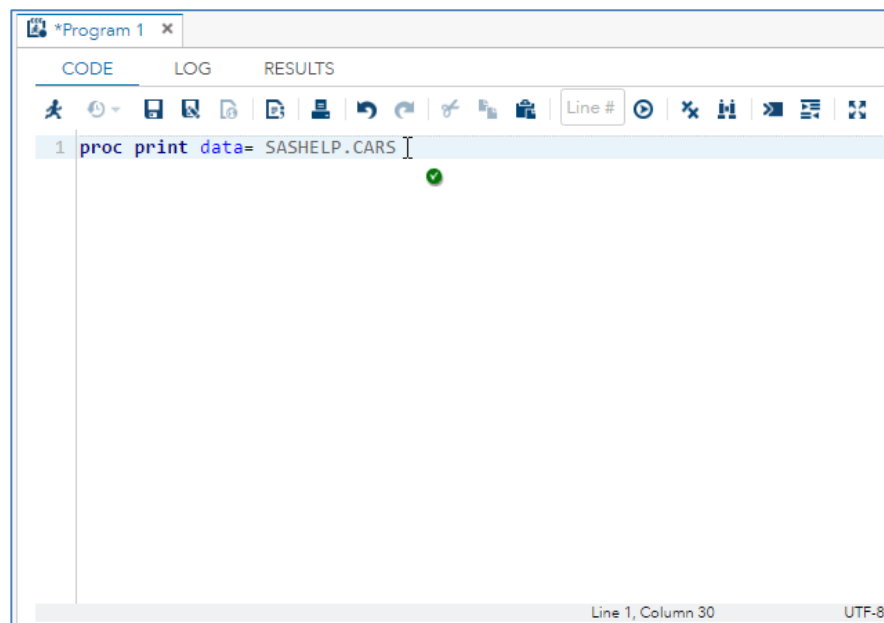 *Program 1
CODE LOG RESULTS
Line #
1 proc print data= SASHELP.CARS
Line 1, Column 30 UTF-8